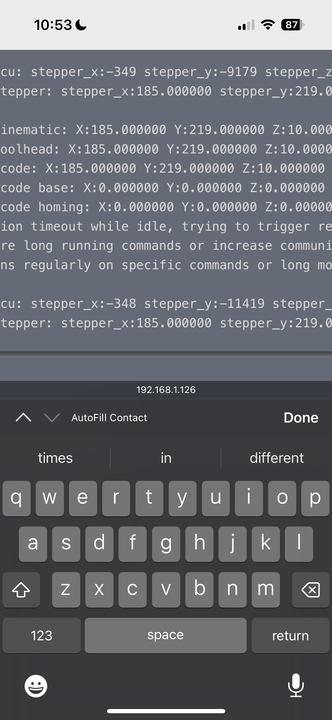 10:53
87
cu: stepper_x:-349 stepper_y:-9179 stepper_z
tepper: stepper_x:185.000000 stepper_y:219.0
inematic: X:185.000000 Y:219.000000 Z:10.000
oolhead: X:185.000000 Y:219.000000 Z:10.0000
code: X:185.000000 Y:219.000000 Z:10.000000
code base: X:0.000000 Y:0.000000 Z:0.000000
code homing: X:0.000000 Y:0.000000 Z:0.00000
ion timeout while idle, trying to trigger re
re long running commands or increase communi
ns regularly on specific commands or long mo
cu: stepper_x:-348 stepper_y:-11419 stepper_
tepper: stepper_x:185.000000 stepper_y:219.0
192.168.1.126
AutoFill Contact Done
times in different
q w e r t y u i o p
a s d f g h j k l
z x c v b n m
123 space return